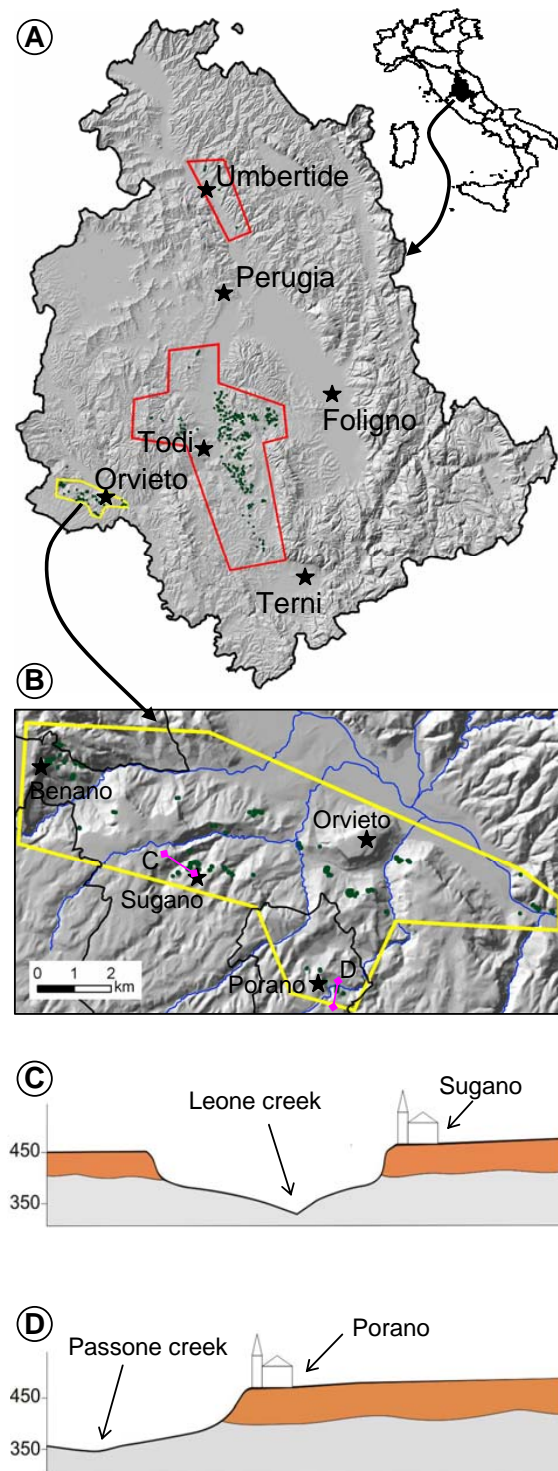 A
Umbertide
Perugia
Foligno
Todi
Orvieto
Terni
B
Benano
Orvieto
C
Sugano
Porano
D
0 1 2
km
C
Sugano
Leone creek
450
350
D
Porano
Passone creek
450
350